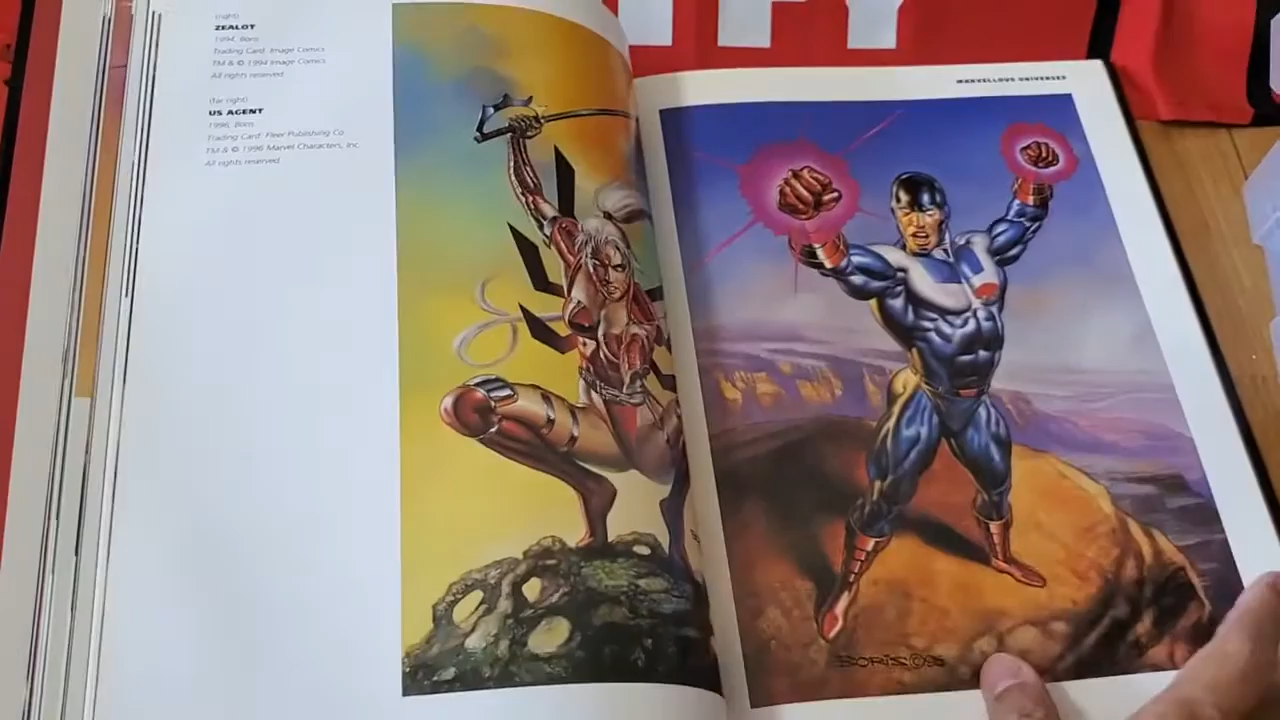 (right)
ZEALOT
1994, Boris
Trading Card: Image Comics
TM & © 1994 Image Comics
All rights reserved
(far right)
US AGENT
1996, Boris
Trading Card: Fleer Publishing Co.
TM & © 1996 Marvel Characters, Inc.
All rights reserved
MARVELLOUS UNIVERSES
BORIS©95